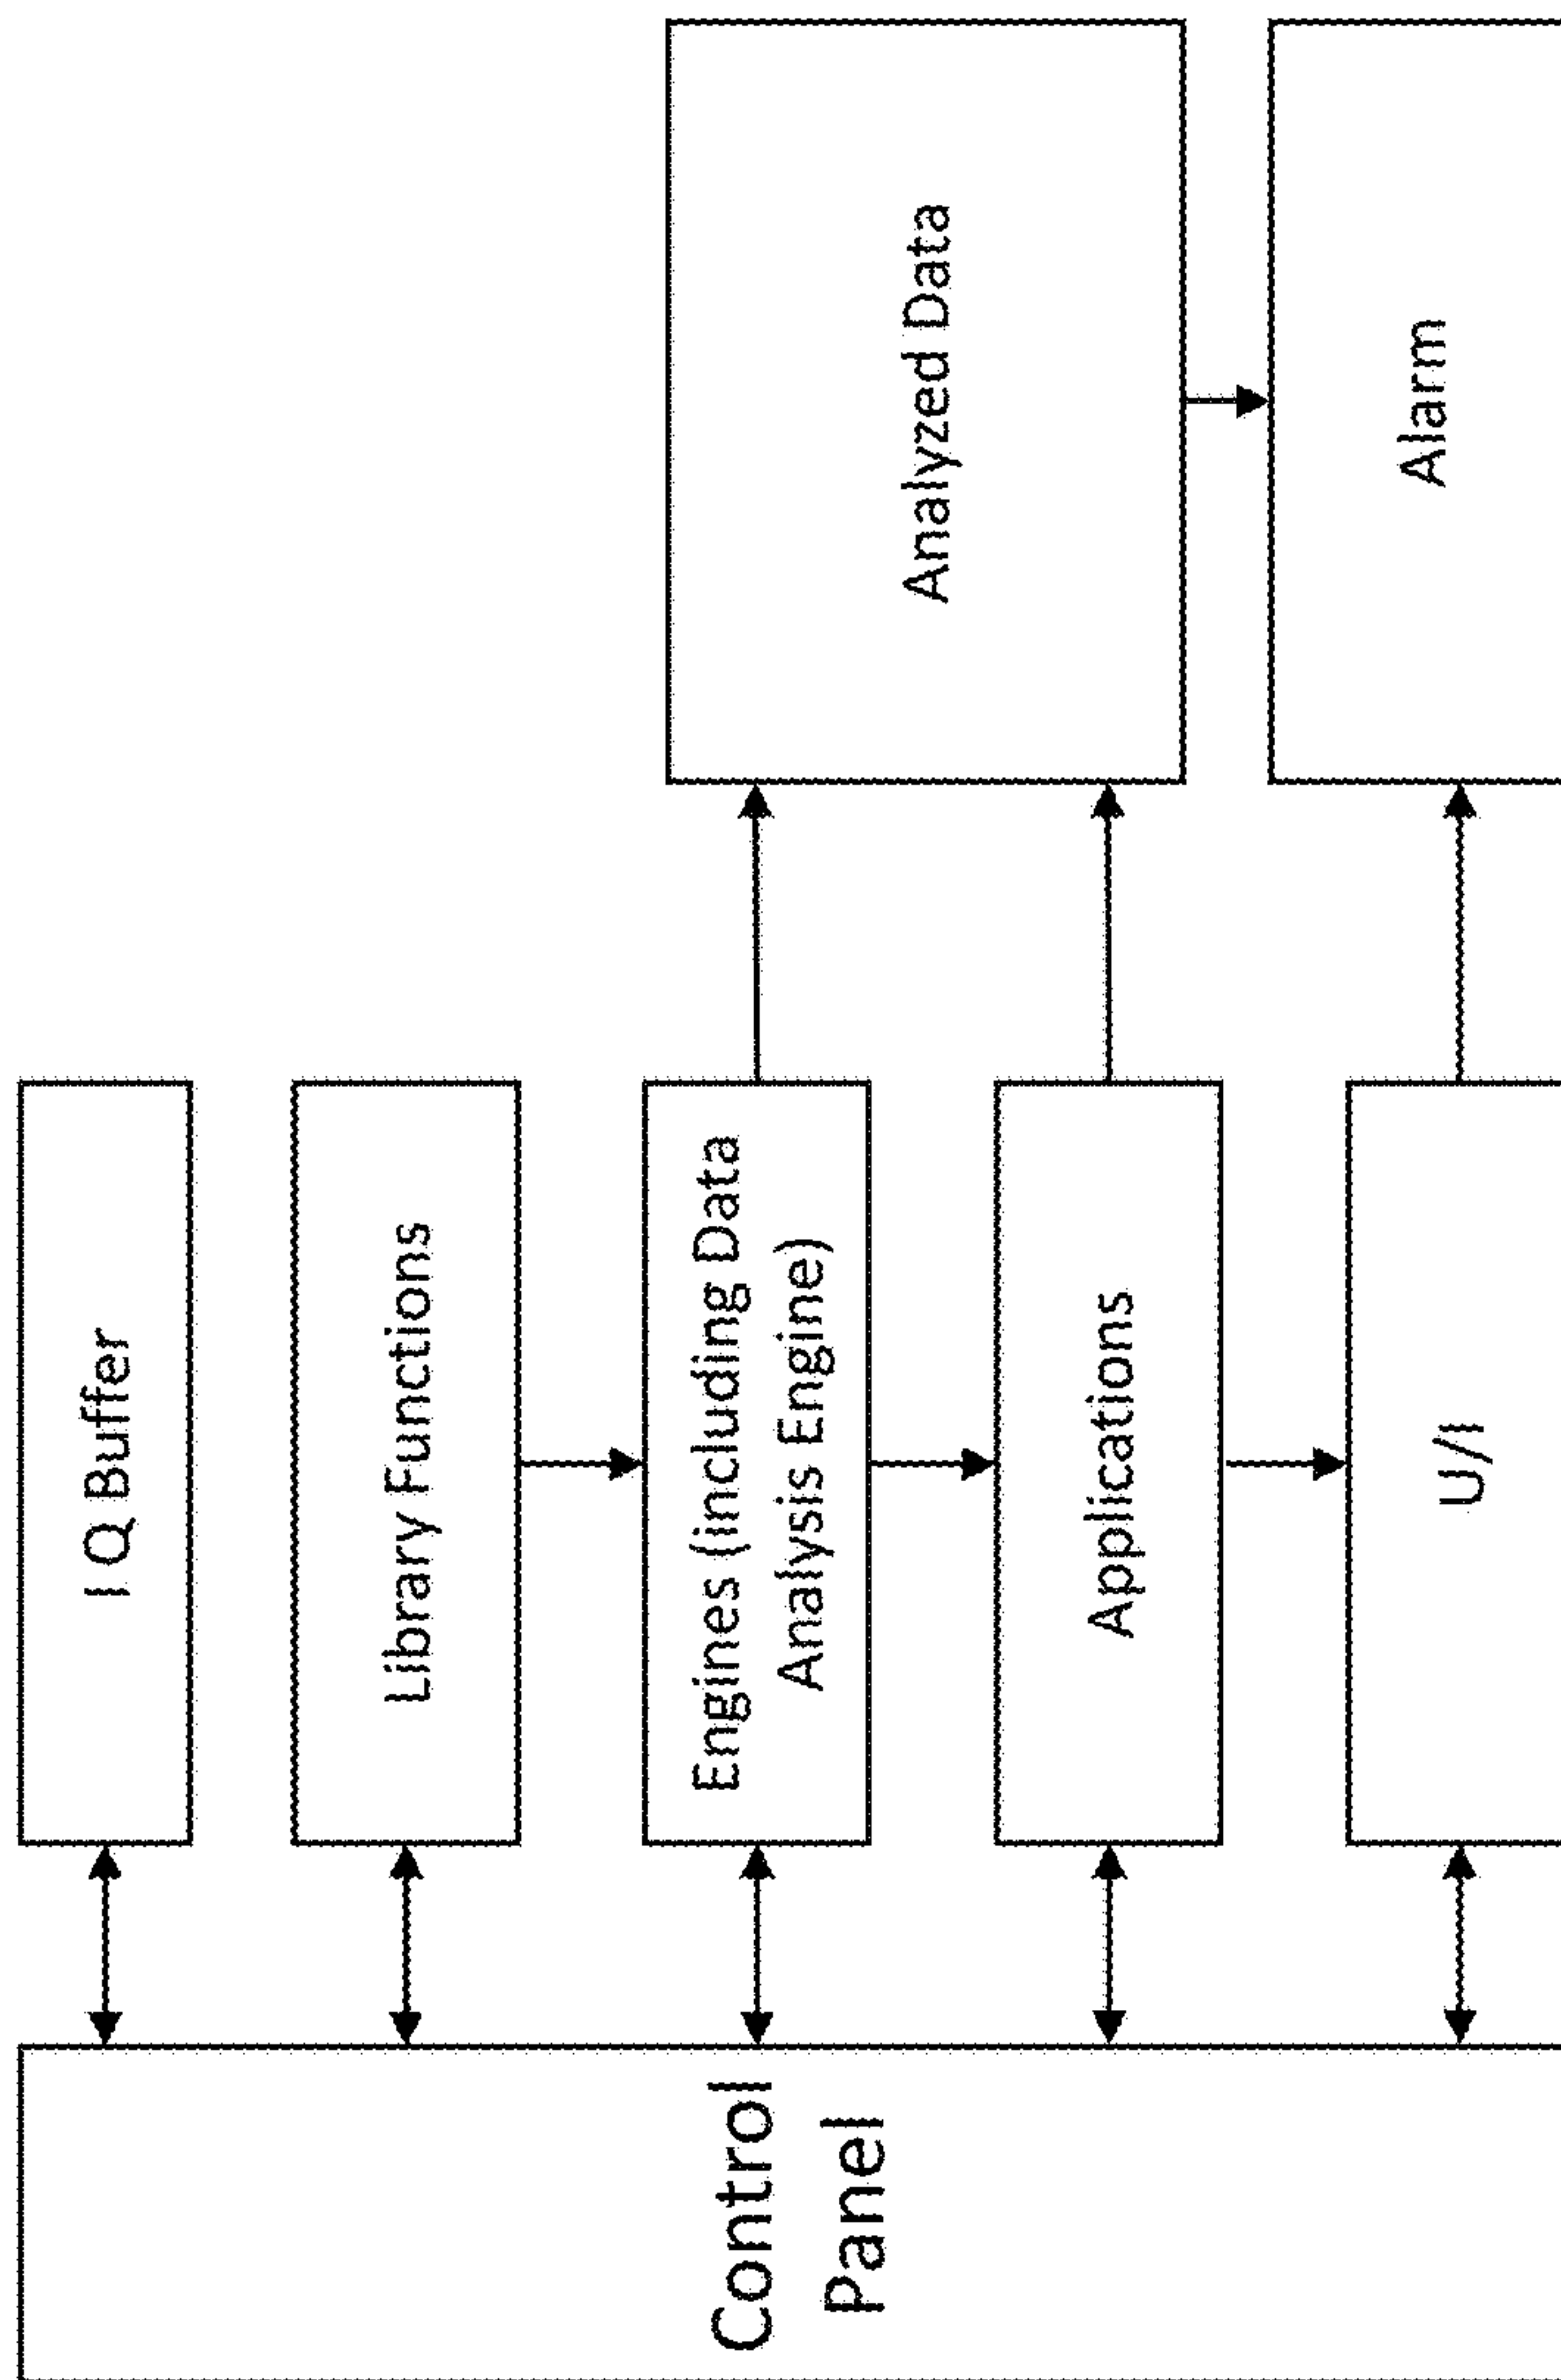 I Q Buffer
Library Functions
Engines (including Data
Analysis Engine)
Applications
U/I
Analyzed Data
Alarm
Control
Panel